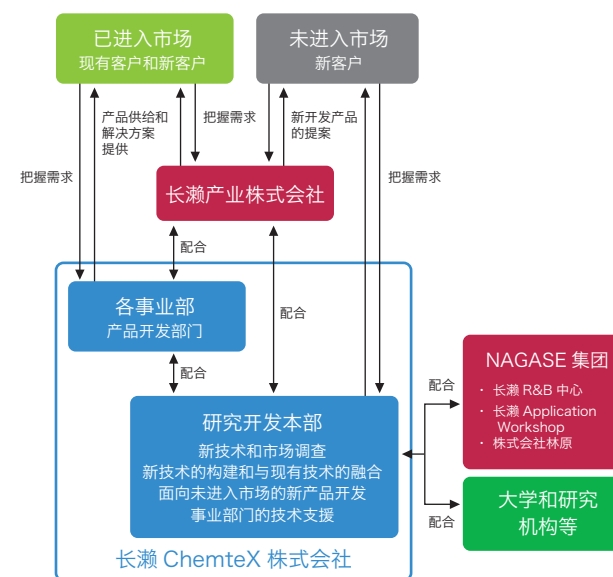 已进入市场
现有客户和新客户
未进入市场
新客户
产品供给和
解决方案
提供
把握需求
新开发产品
的提案
把握需求
把握需求
长濑产业株式会社
配合
配合
各事业部
产品开发部门
配合
研究开发本部
新技术和市场调查
新技术的构建和与现有技术的融合
面向未进入市场的新产品开发
事业部门的技术支援
长濑 ChemteX 株式会社
配合
NAGASE 集团
· 长濑 R&B 中心
· 长濑 Application
Workshop
· 株式会社林原
配合
大学和研究
机构等